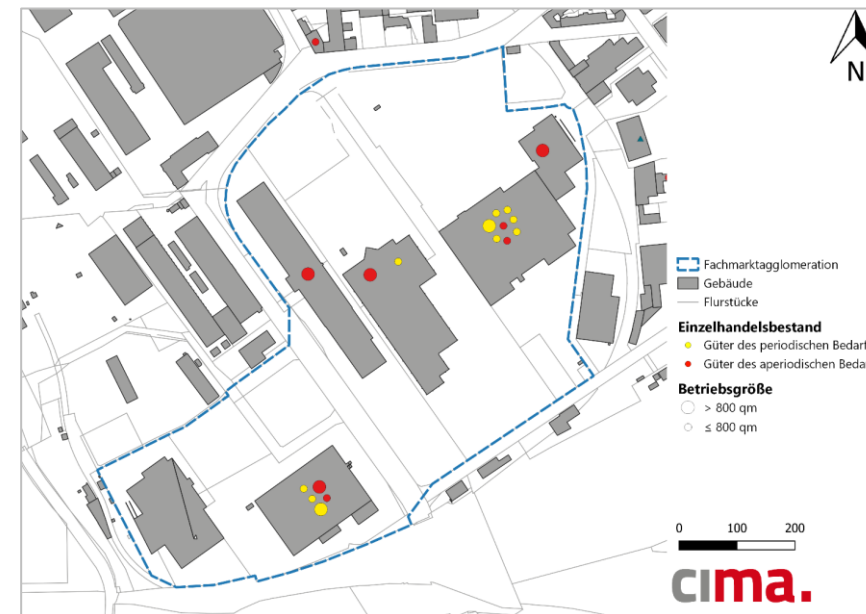 N
Fachmarktagglomeration
Gebäude
Flurstücke
Einzelhandelsbestand
Güter des periodischen Bedarf
Güter des aperiodischen Beda
Betriebsgröße
> 800 qm
≤ 800 qm
0 100 200
cima.